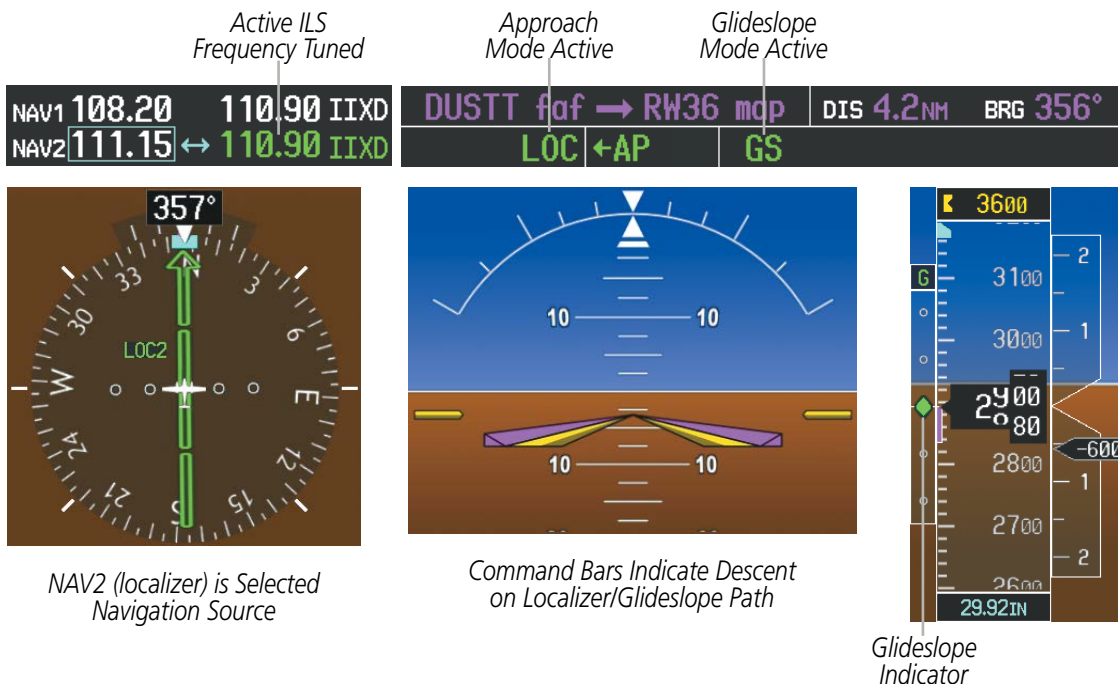 Active ILS
Frequency Tuned
Approach
Mode Active
Glideslope
Mode Active
NAV1 108.20 110.90 IIXD
NAV2 111.15 ↔ 110.90 IIXD
DUSTT faf → RW36 map DIS 4.2NM BRG 356°
LOC ←AP GS
357°
N
3
6
E
12
15
S
21
24
W
30
33
LOC2
10 10
10 10
3600
G
3100
3000
2800
2700
2600
2
1
1
2
-600
29.92IN
NAV2 (localizer) is Selected
Navigation Source
Command Bars Indicate Descent
on Localizer/Glideslope Path
Glideslope
Indicator